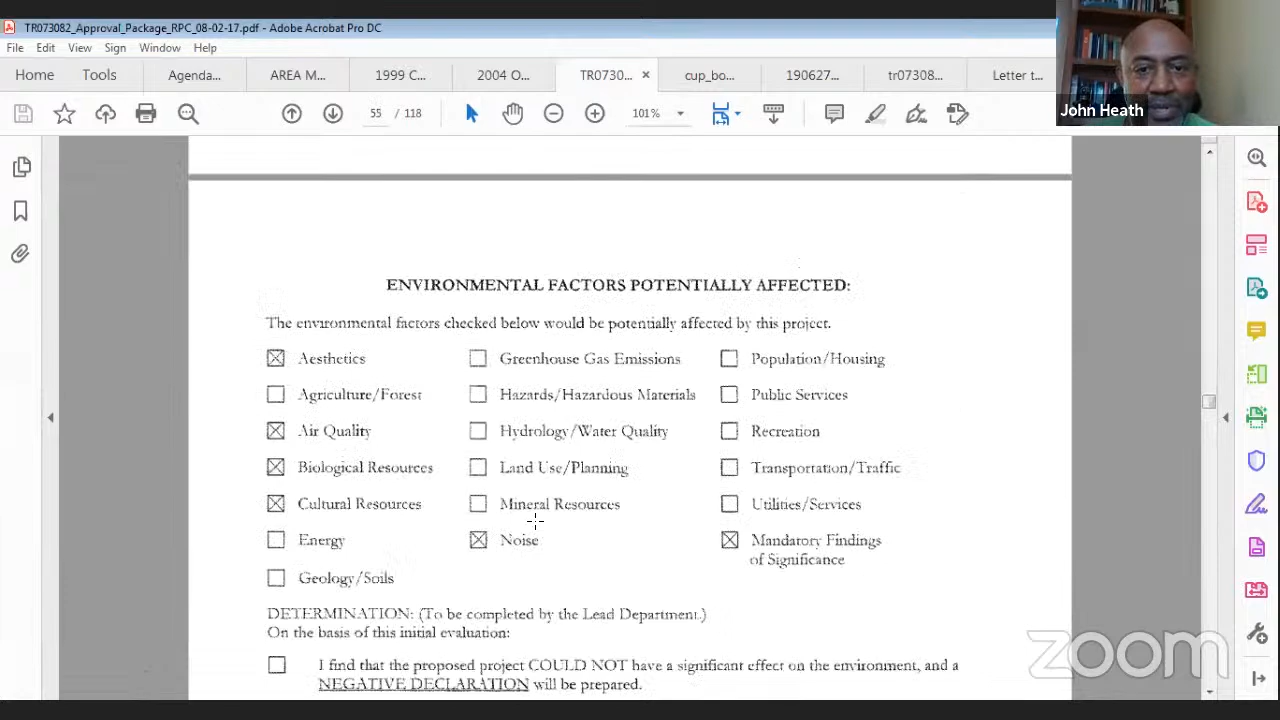 TR073082_Approval_Package_RPC_08-02-17.pdf - Adobe Acrobat Pro DC
File Edit View Sign Window Help
Home Tools Agenda... AREA M... 1999 C... 2004 O... TR0730... × cup_bo... 190627... tr07308... Letter t...
55 / 118 101%
John Heath
ENVIRONMENTAL FACTORS POTENTIALLY AFFECTED:
The environmental factors checked below would be potentially affected by this project.
☒ Aesthetics ☐ Greenhouse Gas Emissions ☐ Population/Housing
☐ Agriculture/Forest ☐ Hazards/Hazardous Materials ☐ Public Services
☒ Air Quality ☐ Hydrology/Water Quality ☐ Recreation
☒ Biological Resources ☐ Land Use/Planning ☐ Transportation/Traffic
☒ Cultural Resources ☐ Mineral Resources ☐ Utilities/Services
☐ Energy ☒ Noise ☒ Mandatory Findings
of Significance
☐ Geology/Soils
DETERMINATION: (To be completed by the Lead Department.)
On the basis of this initial evaluation:
☐ I find that the proposed project COULD NOT have a significant effect on the environment, and a
NEGATIVE DECLARATION will be prepared.
zoom